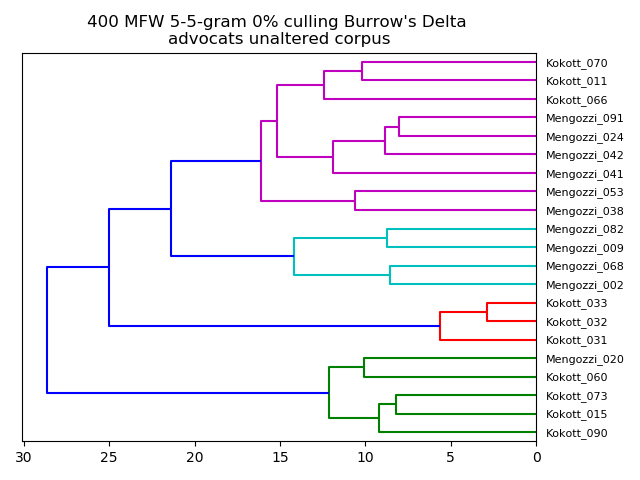 400 MFW 5-5-gram 0% culling Burrow's Delta
advocats unaltered corpus
Kokott_070
Kokott_011
Kokott_066
Mengozzi_091
Mengozzi_024
Mengozzi_042
Mengozzi_041
Mengozzi_053
Mengozzi_038
Mengozzi_082
Mengozzi_009
Mengozzi_068
Mengozzi_002
Kokott_033
Kokott_032
Kokott_031
Mengozzi_020
Kokott_060
Kokott_073
Kokott_015
Kokott_090
30 25 20 15 10 5 0